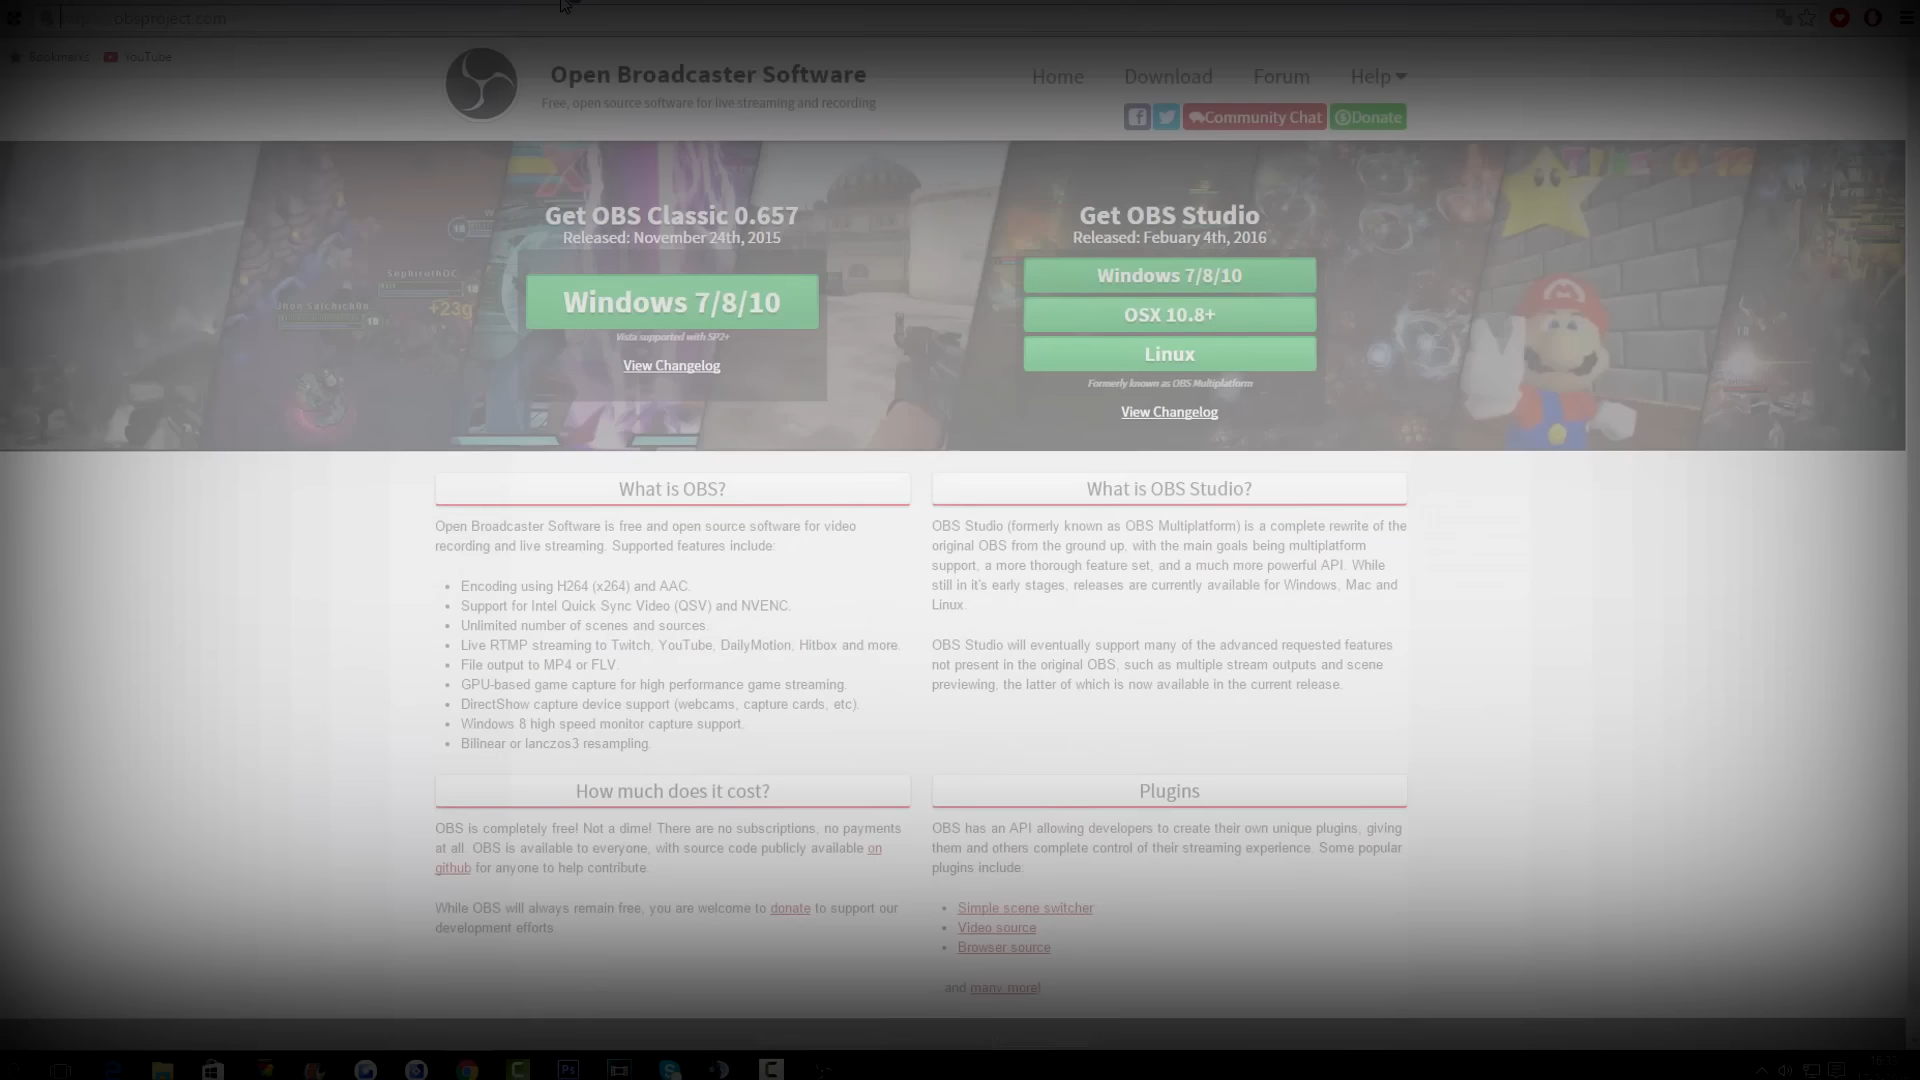 obsproject.com
Bookmarks YouTube
Open Broadcaster Software
Free, open source software for live streaming and recording
Home Download Forum Help
Community Chat Donate
Get OBS Classic 0.657
Released: November 24th, 2015
Windows 7/8/10
Vista supported with SP2+
View Changelog
Get OBS Studio
Released: Febuary 4th, 2016
Windows 7/8/10
OSX 10.8+
Linux
Formerly known as OBS Multiplatform
View Changelog
SephirothOC
18
+23g
18
What is OBS?
Open Broadcaster Software is free and open source software for video
recording and live streaming. Supported features include:
Encoding using H264 (x264) and AAC.
Support for Intel Quick Sync Video (QSV) and NVENC.
Unlimited number of scenes and sources.
Live RTMP streaming to Twitch, YouTube, DailyMotion, Hitbox and more.
File output to MP4 or FLV.
GPU-based game capture for high performance game streaming.
DirectShow capture device support (webcams, capture cards, etc).
Windows 8 high speed monitor capture support.
Bilinear or lanczos3 resampling.
What is OBS Studio?
OBS Studio (formerly known as OBS Multiplatform) is a complete rewrite of the
original OBS from the ground up, with the main goals being multiplatform
support, a more thorough feature set, and a much more powerful API. While
still in it's early stages, releases are currently available for Windows, Mac and
Linux.
OBS Studio will eventually support many of the advanced requested features
not present in the original OBS, such as multiple stream outputs and scene
previewing, the latter of which is now available in the current release.
How much does it cost?
OBS is completely free! Not a dime! There are no subscriptions, no payments
at all. OBS is available to everyone, with source code publicly available on
github for anyone to help contribute.
While OBS will always remain free, you are welcome to donate to support our
development efforts.
Plugins
OBS has an API allowing developers to create their own unique plugins, giving
them and others complete control of their streaming experience. Some popular
plugins include:
Simple scene switcher
Video source
Browser source
and many more!
Ps